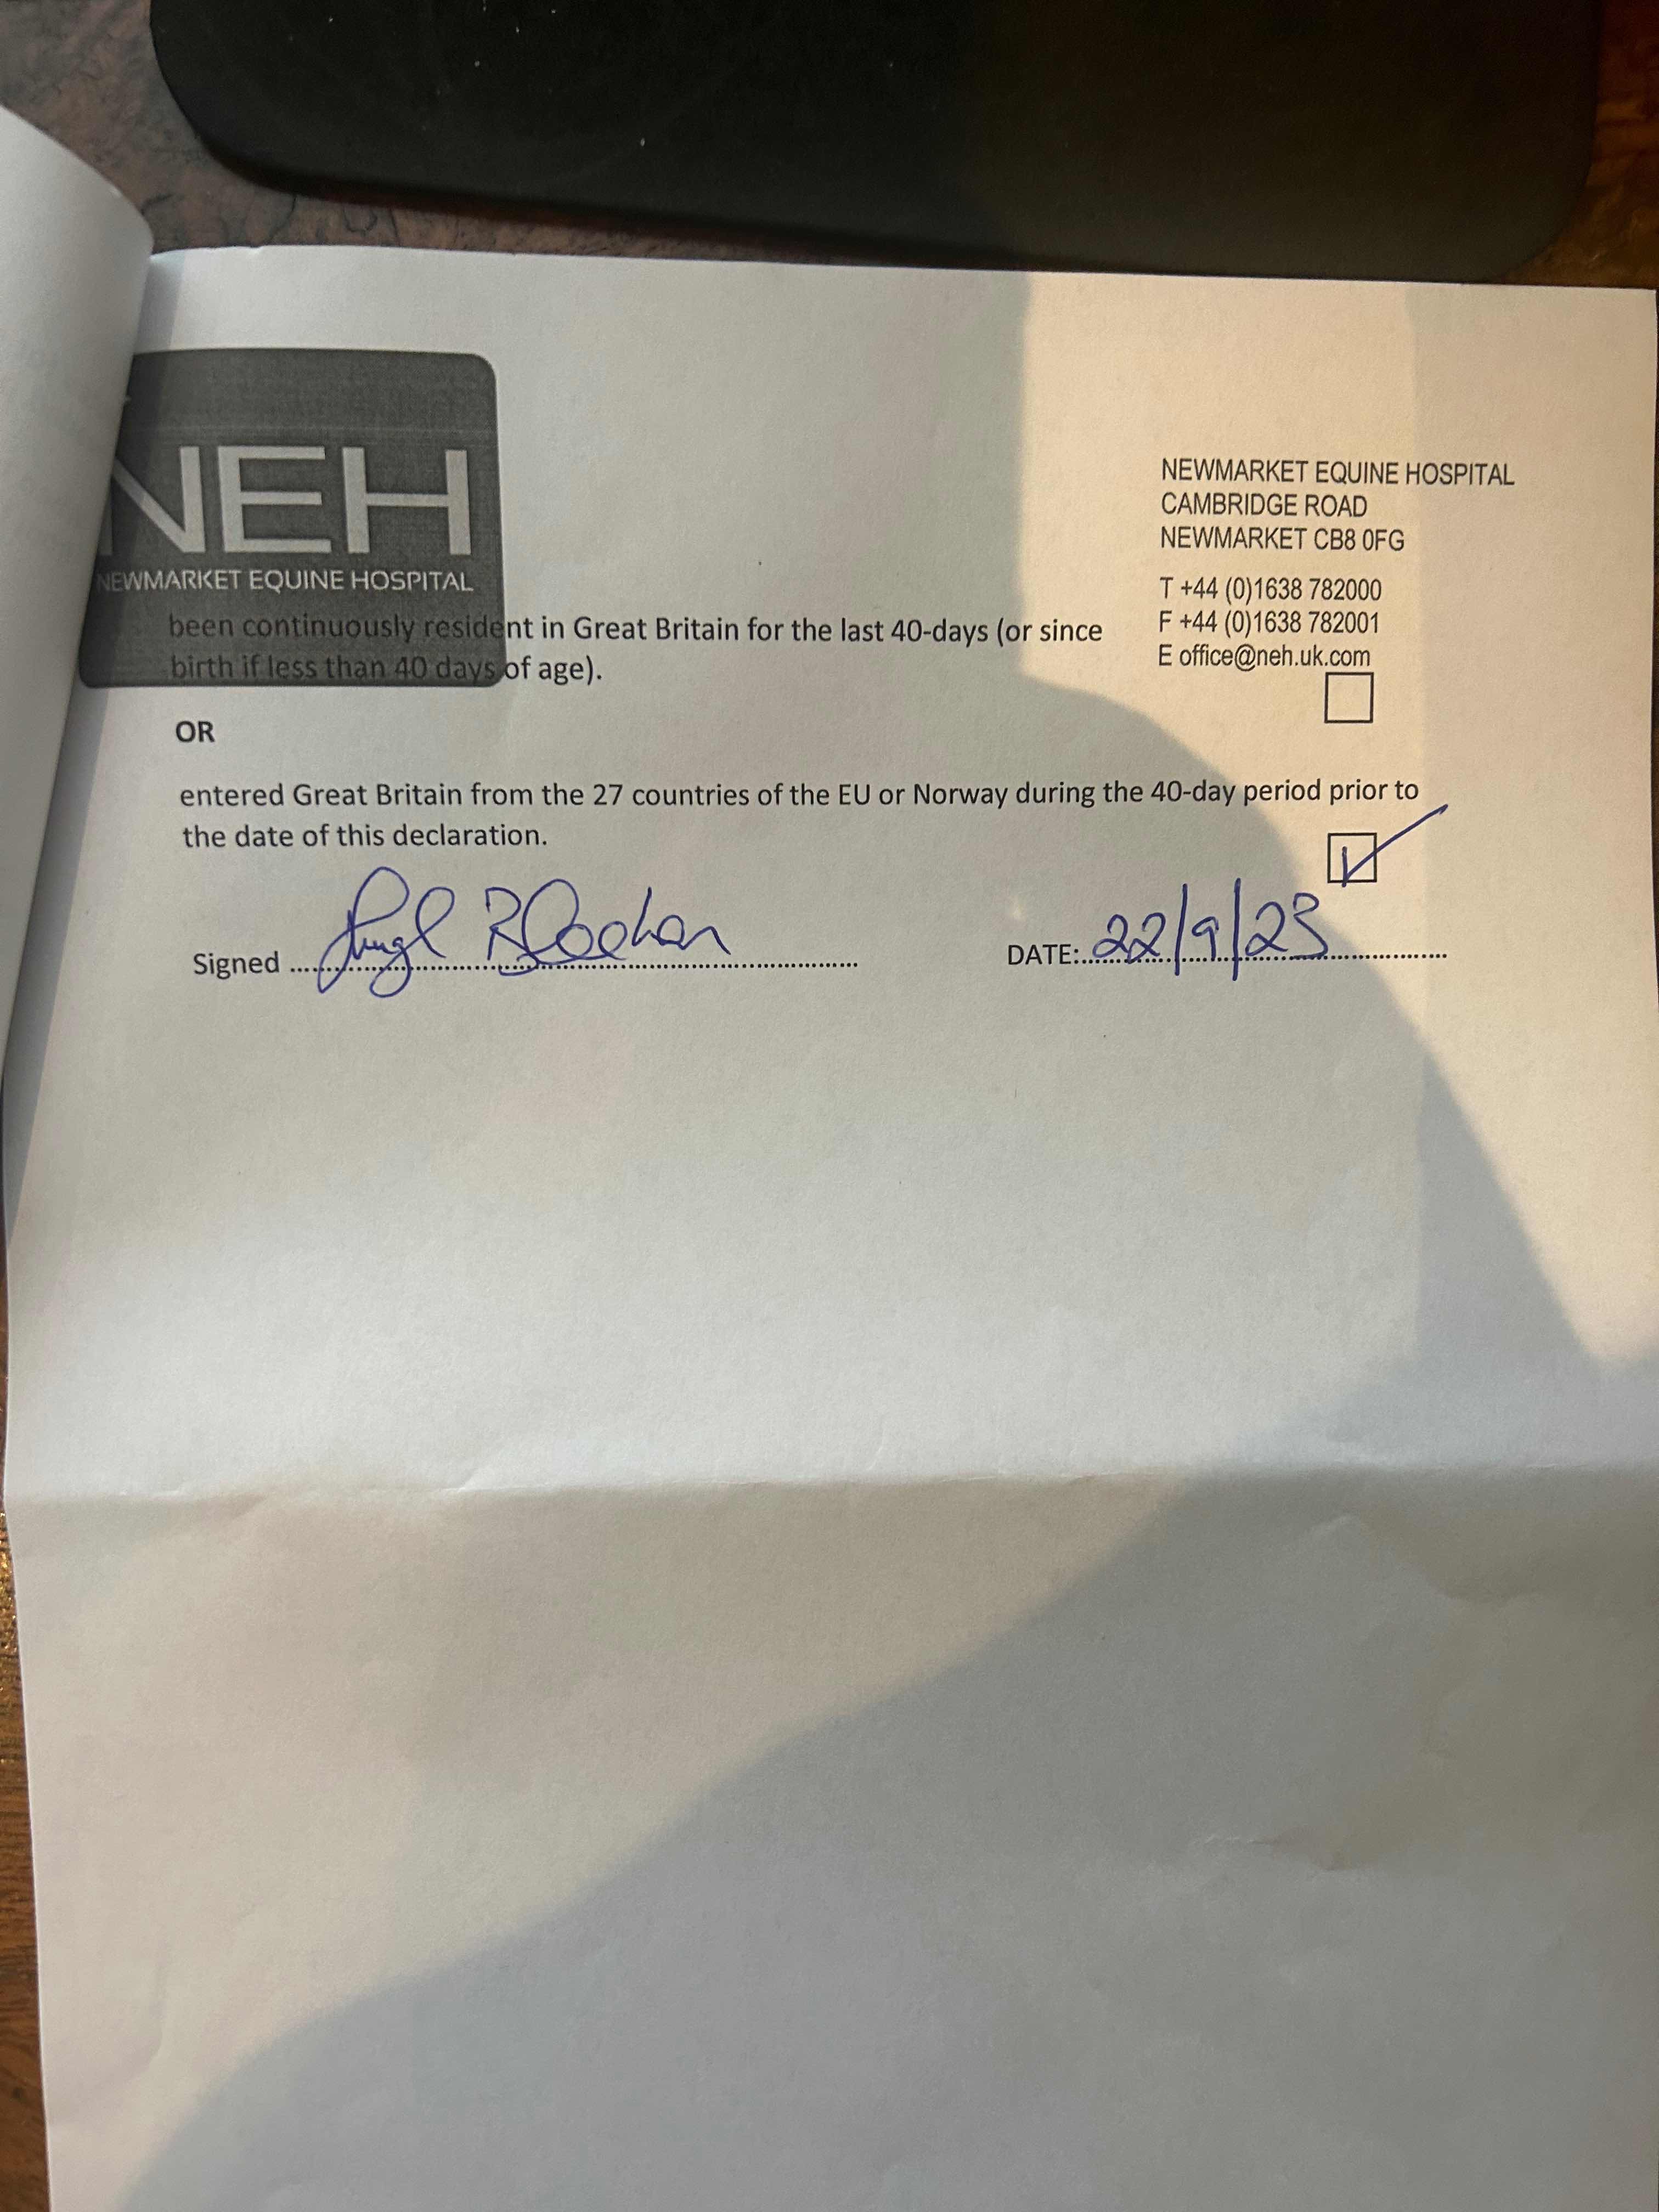 NEH
NEWMARKET EQUINE HOSPITAL
NEWMARKET EQUINE HOSPITAL
CAMBRIDGE ROAD
NEWMARKET CB8 0FG
T +44 (0)1638 782000
F +44 (0)1638 782001
E office@neh.uk.com
been continuously resident in Great Britain for the last 40-days (or since
birth if less than 40 days of age).
OR
entered Great Britain from the 27 countries of the EU or Norway during the 40-day period prior to
the date of this declaration.
Signed
DATE: 22/9/23